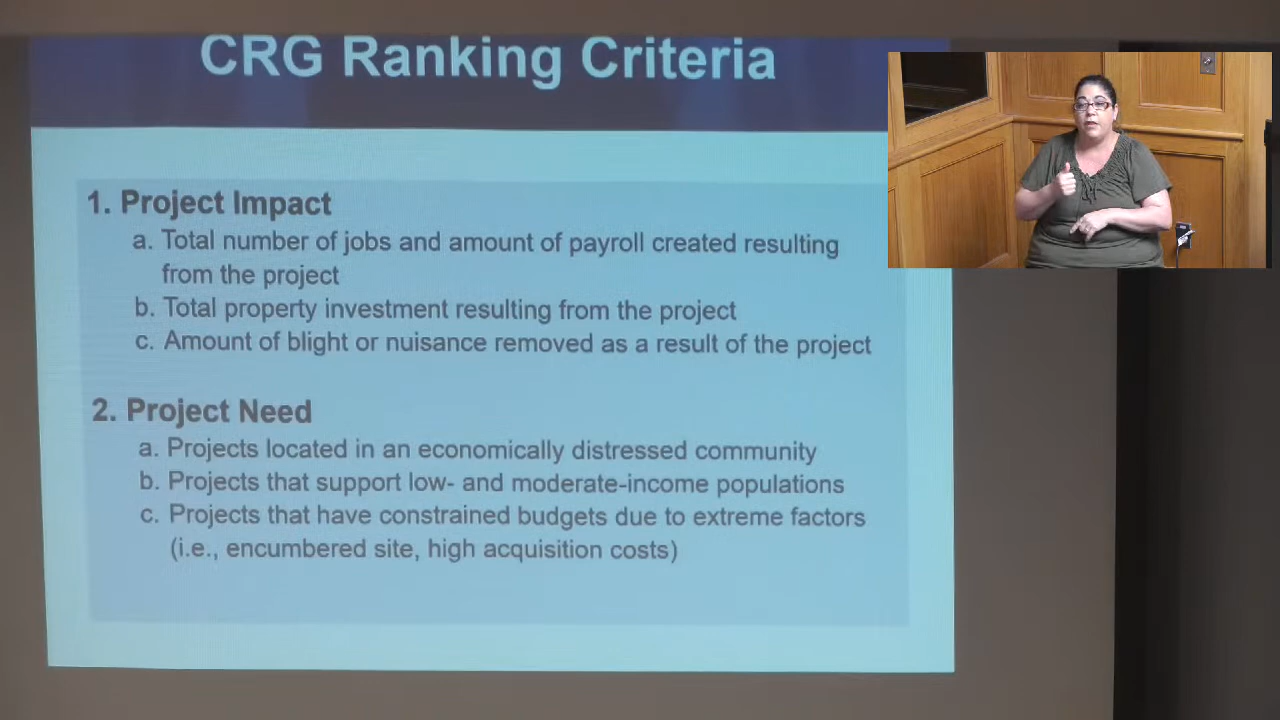 CRG Ranking Criteria
1. Project Impact
a. Total number of jobs and amount of payroll created resulting
from the project
b. Total property investment resulting from the project
c. Amount of blight or nuisance removed as a result of the project
2. Project Need
a. Projects located in an economically distressed community
b. Projects that support low- and moderate-income populations
c. Projects that have constrained budgets due to extreme factors
(i.e., encumbered site, high acquisition costs)